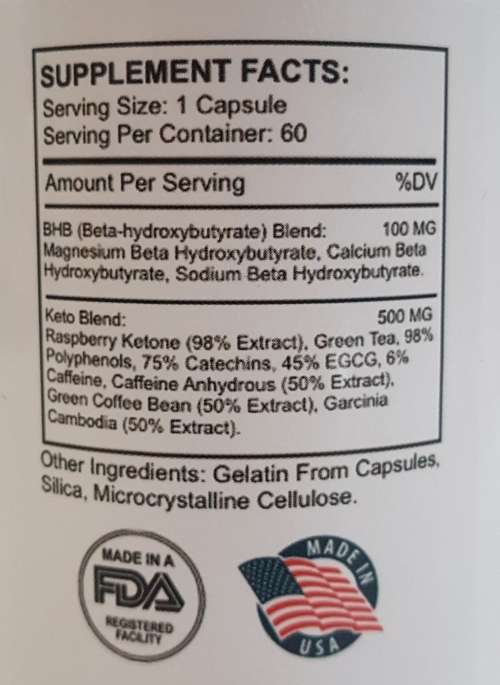 SUPPLEMENT FACTS:
Serving Size: 1 Capsule
Serving Per Container: 60
Amount Per Serving %DV
BHB (Beta-hydroxybutyrate) Blend: 100 MG
Magnesium Beta Hydroxybutyrate, Calcium Beta
Hydroxybutyrate, Sodium Beta Hydroxybutyrate.
Keto Blend: 500 MG
Raspberry Ketone (98% Extract), Green Tea, 98%
Polyphenols, 75% Catechins, 45% EGCG, 6%
Caffeine, Caffeine Anhydrous (50% Extract),
Green Coffee Bean (50% Extract), Garcinia
Cambodia (50% Extract).
Other Ingredients: Gelatin From Capsules,
Silica, Microcrystalline Cellulose.
MADE IN A
FDA
REGISTERED
FACILITY
MADE IN
USA